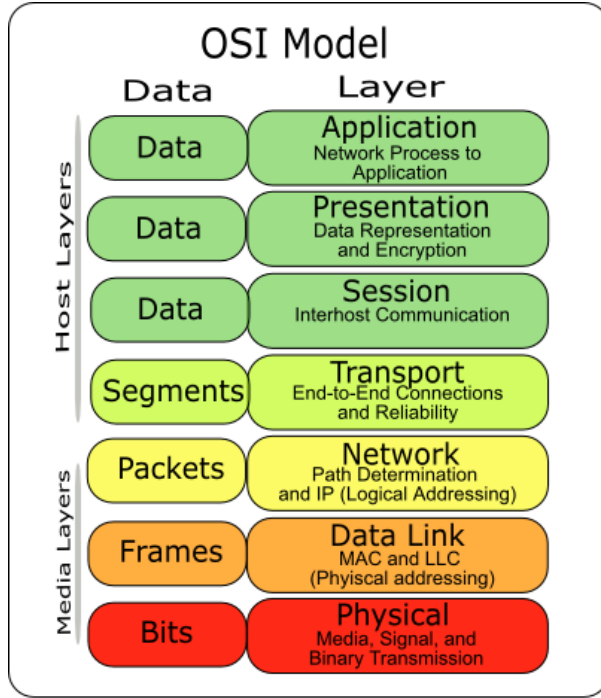 OSI Model
Data
Layer
Host Layers
Data
Application
Network Process to
Application
Data
Presentation
Data Representation
and Encryption
Data
Session
Interhost Communication
Segments
Transport
End-to-End Connections
and Reliability
Media Layers
Packets
Network
Path Determination
and IP (Logical Addressing)
Frames
Data Link
MAC and LLC
(Phyiscal addressing)
Bits
Physical
Media, Signal, and
Binary Transmission